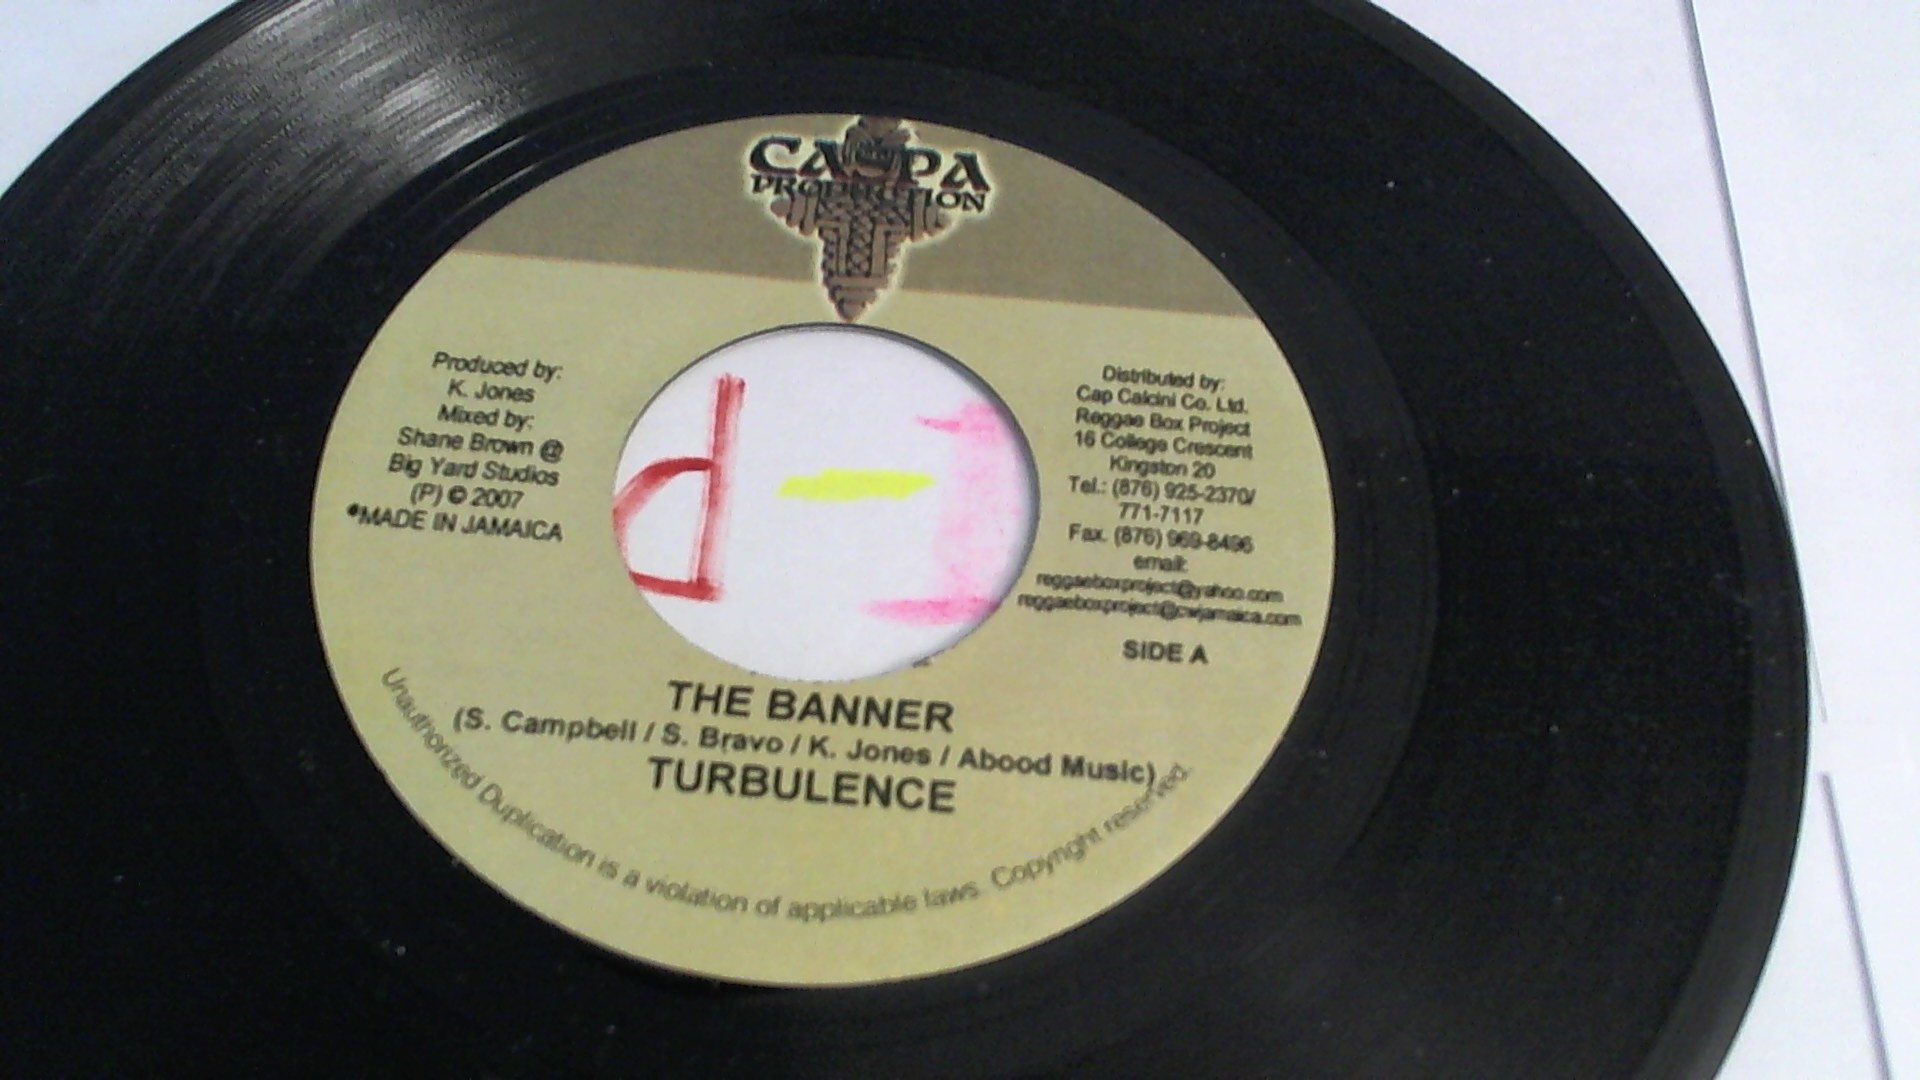 CASPA
PRODUCTION
Produced by:
K. Jones
Mixed by:
Shane Brown @
Big Yard Studios
(P) © 2007
*MADE IN JAMAICA
Distributed by:
Cap Calcini Co. Ltd.
Reggae Box Project
16 College Crescent
Kingston 20
Tel.: (876) 925-2370/
771-7117
Fax. (876) 969-8496
email:
reggaeboxproject@yahoo.com
reggaeboxproject@cwjamaica.com
SIDE A
THE BANNER
(S. Campbell / S. Bravo / K. Jones / Abood Music)
TURBULENCE
Unauthorized Duplication is a violation of applicable laws. Copyright reserved.